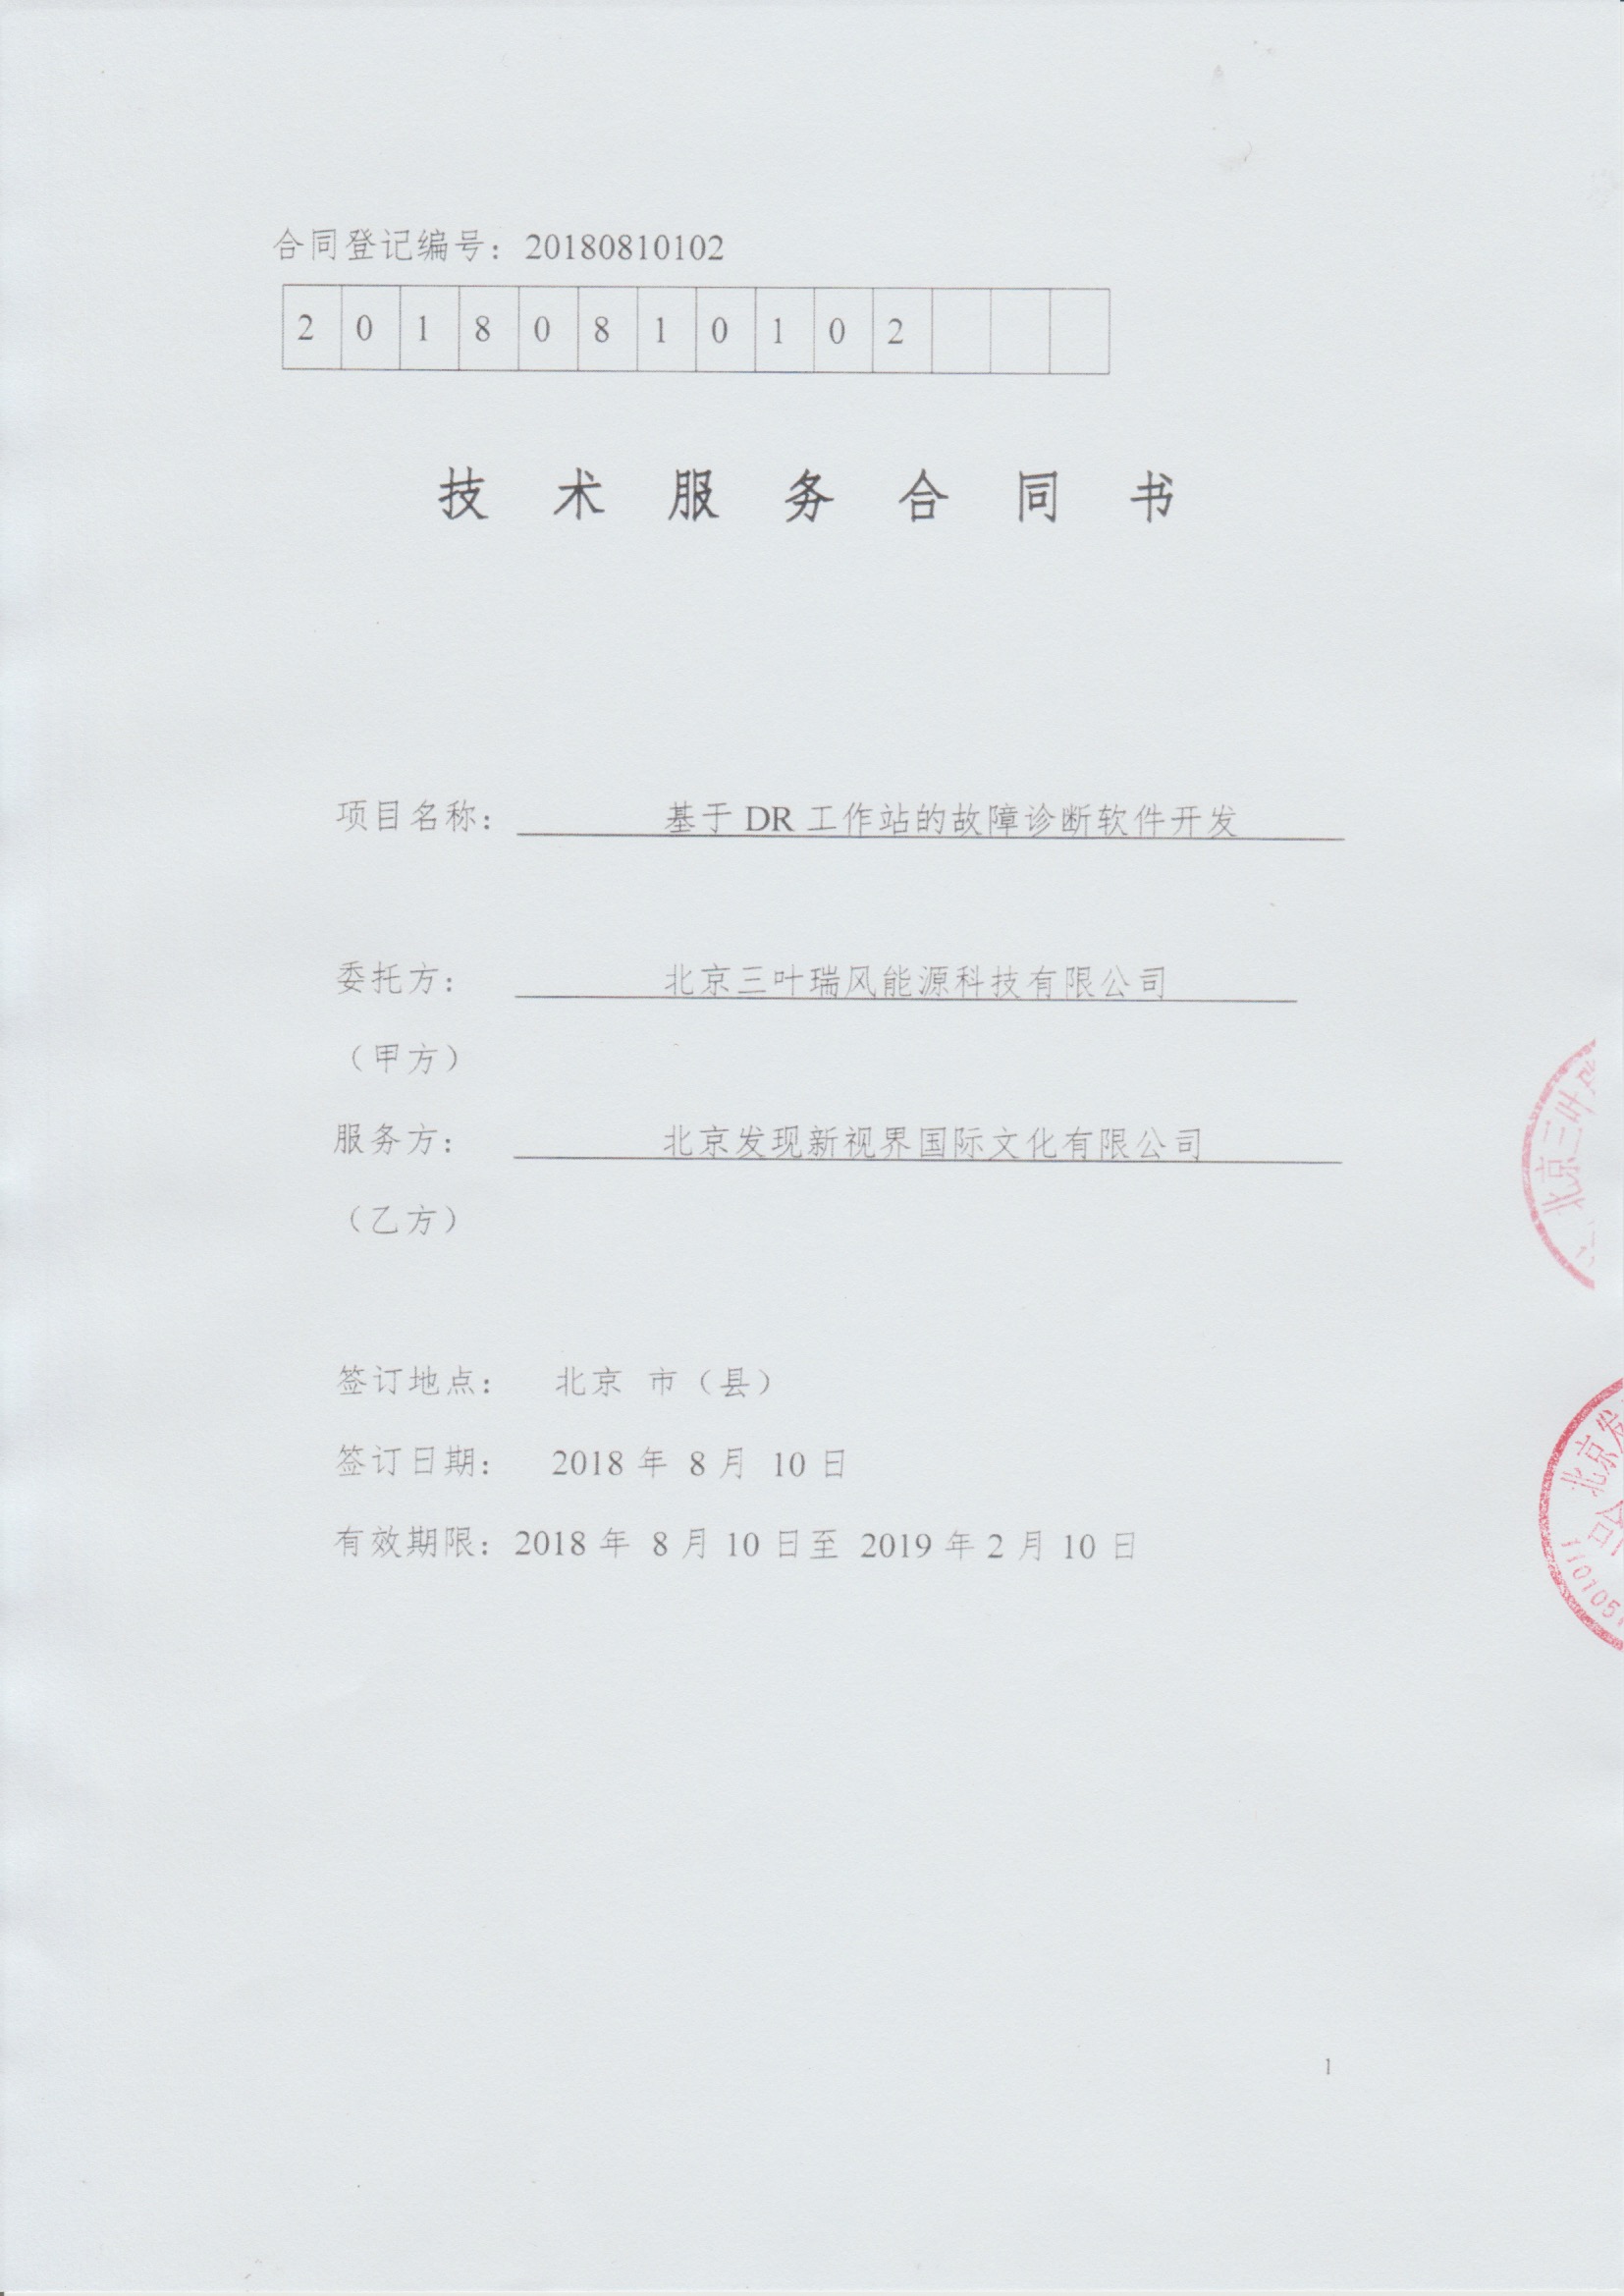 合同登记编号：20180810102
2 0 1 8 0 8 1 0 1 0 2
技术服务合同书
项目名称：基于 DR 工作站的故障诊断软件开发
委托方：北京三叶瑞风能源科技有限公司
（甲方）
服务方：北京发现新视界国际文化有限公司
（乙方）
签订地点：北京 市（县）
签订日期：2018 年 8 月 10 日
有效期限：2018 年 8 月 10 日至 2019 年 2 月 10 日
北京三叶
北京发
合
110105
1